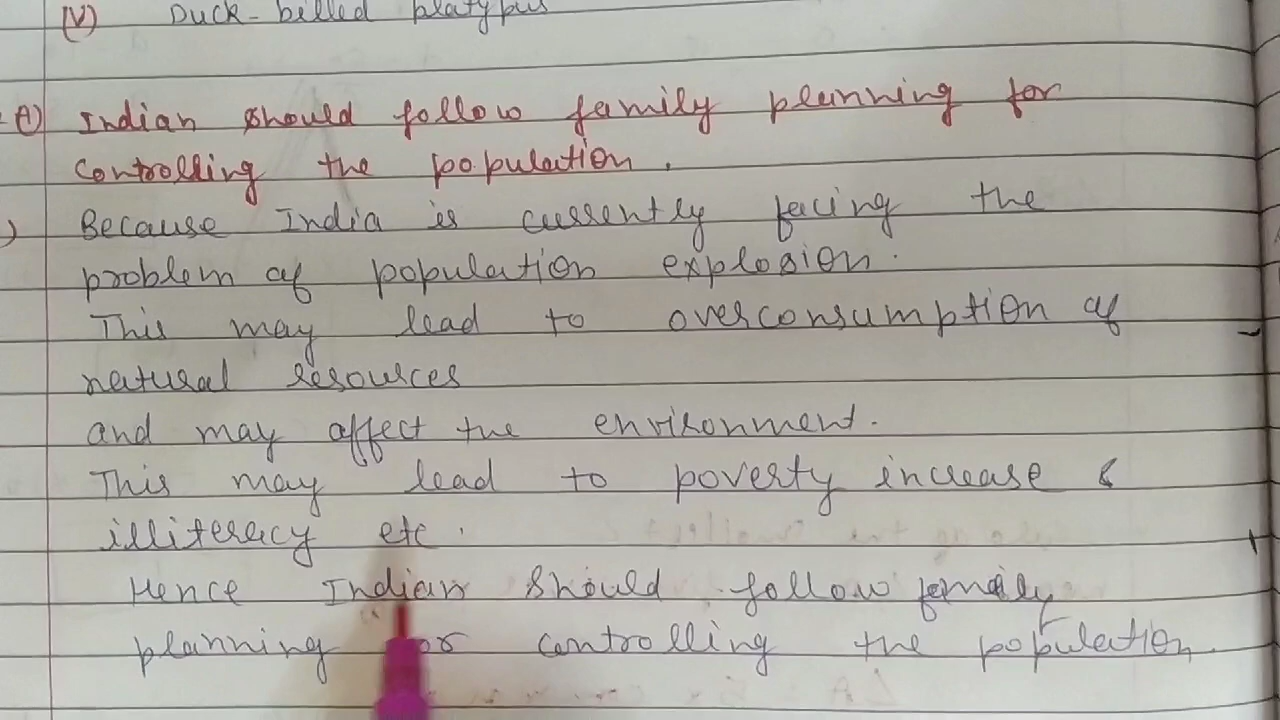 (V) Duck-billed platypus
e) Indian should follow family planning for
controlling the population.
) Because India is currently facing the
problem of population explosion.
This may lead to overconsumption of
natural resources
and may affect the environment.
This may lead to poverty increase &
illiteracy etc.
Hence Indian should follow family
planning for controlling the population.